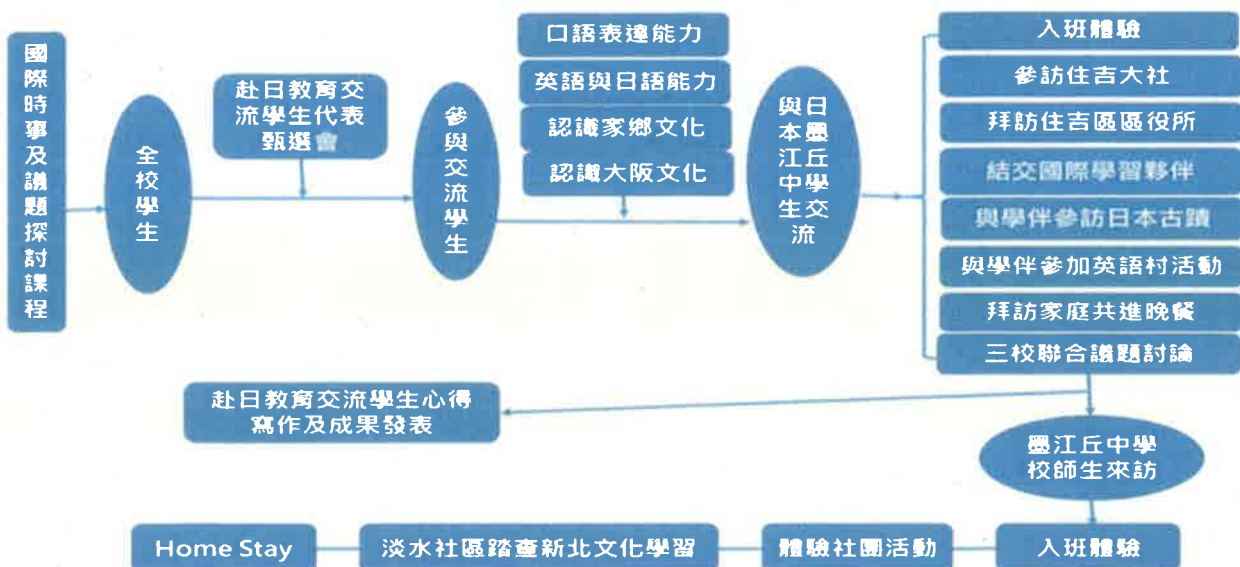 國際時事及議題探討課程
全校學生
赴日教育交
流學生代表
甄選會
參與交流學生
口語表達能力
英語與日語能力
認識家鄉文化
認識大阪文化
與日本墨江丘中學生交流
入班體驗
參訪住吉大社
拜訪住吉區區役所
結交國際學習夥伴
與學伴參訪日本古蹟
與學伴參加英語村活動
拜訪家庭共進晚餐
三校聯合議題討論
赴日教育交流學生心得
寫作及成果發表
墨江丘中學
校師生來訪
Home Stay
淡水社區踏查新北文化學習
體驗社團活動
入班體驗